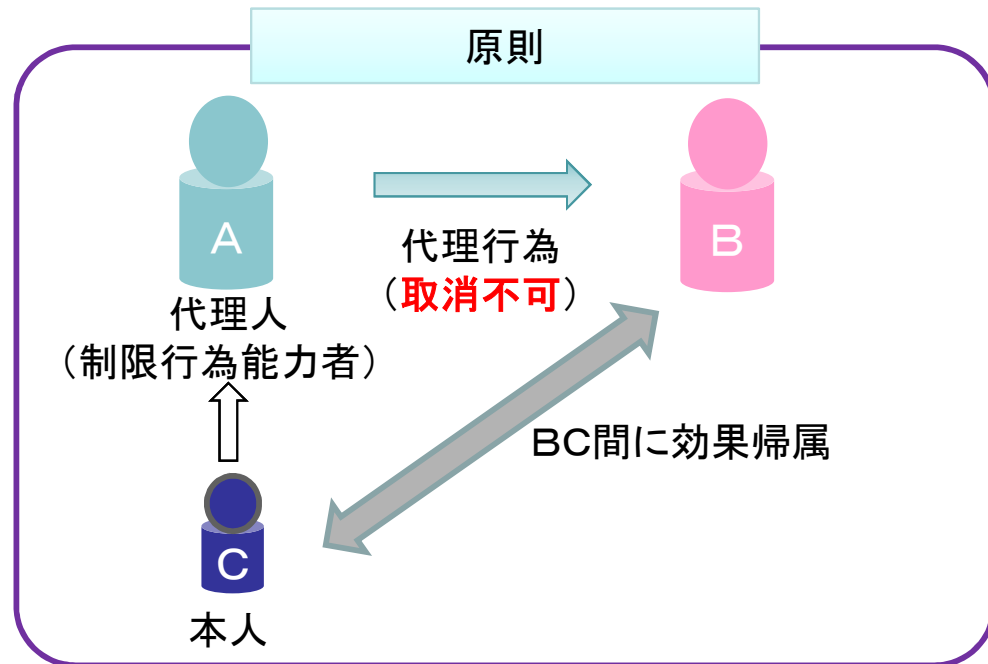 原則
A
B
代理行為
（取消不可）
代理人
（制限行為能力者）
BC間に効果帰属
C
本人